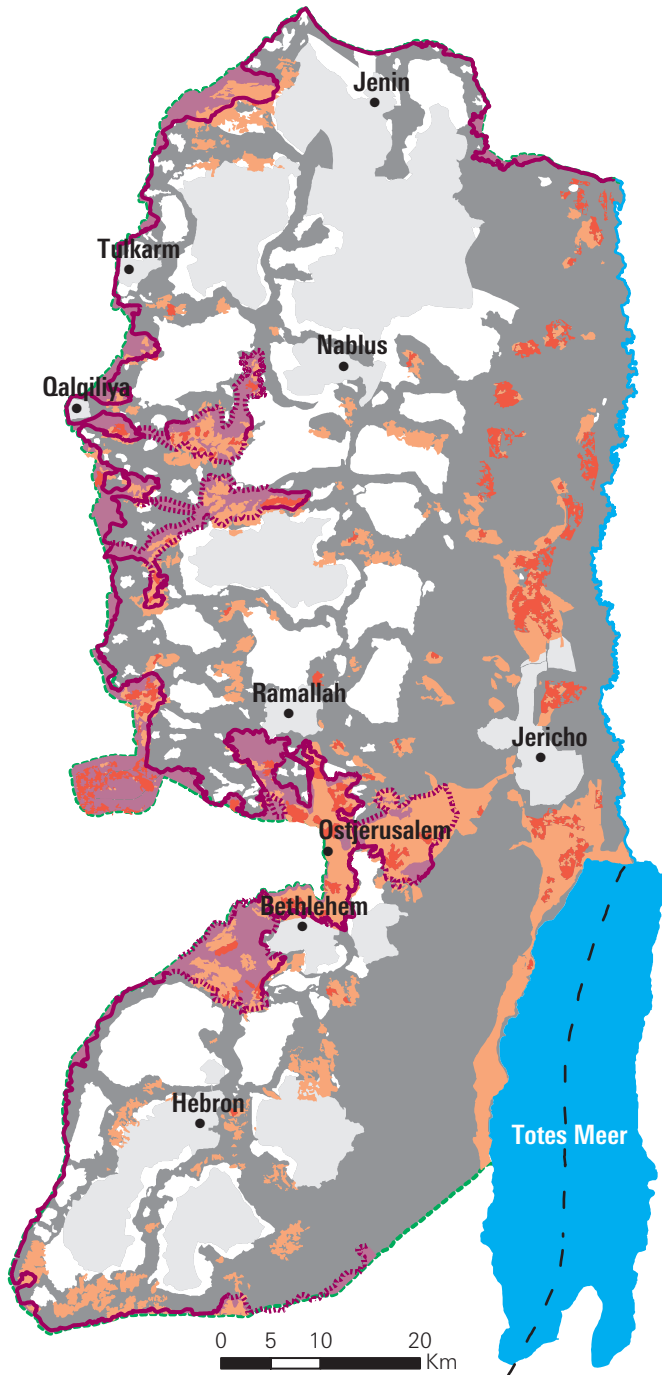 Jenin
Tulkarm
Nablus
Qalqiliya
Ramallah
Jericho
Ostjerusalem
Bethlehem
Hebron
Totes Meer
0 5 10 20
Km